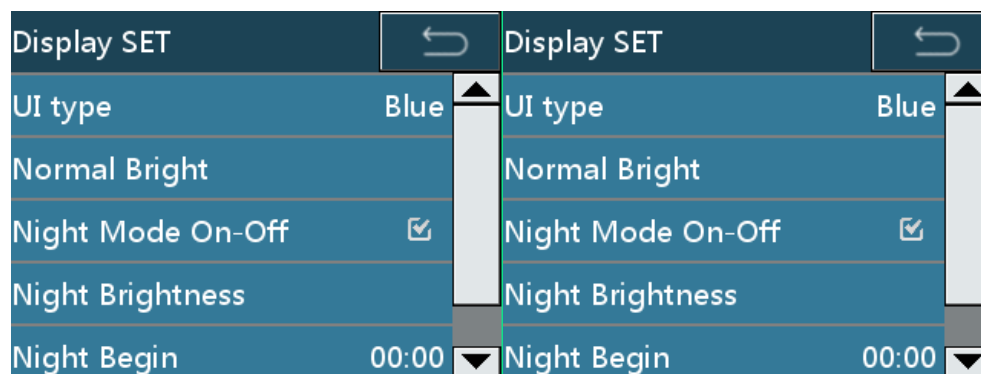 Display SET
UI type Blue
Normal Bright
Night Mode On-Off
Night Brightness
Night Begin 00:00
Display SET
UI type Blue
Normal Bright
Night Mode On-Off
Night Brightness
Night Begin 00:00